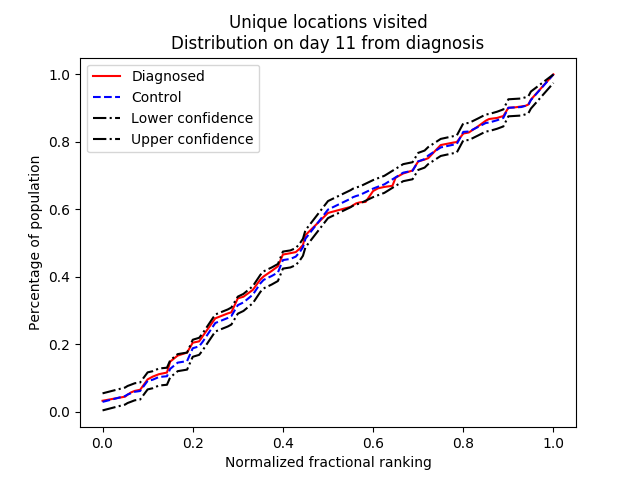 Unique locations visited
Distribution on day 11 from diagnosis
Diagnosed
Control
Lower confidence
Upper confidence
Percentage of population
1.0
0.8
0.6
0.4
0.2
0.0
0.0 0.2 0.4 0.6 0.8 1.0
Normalized fractional ranking